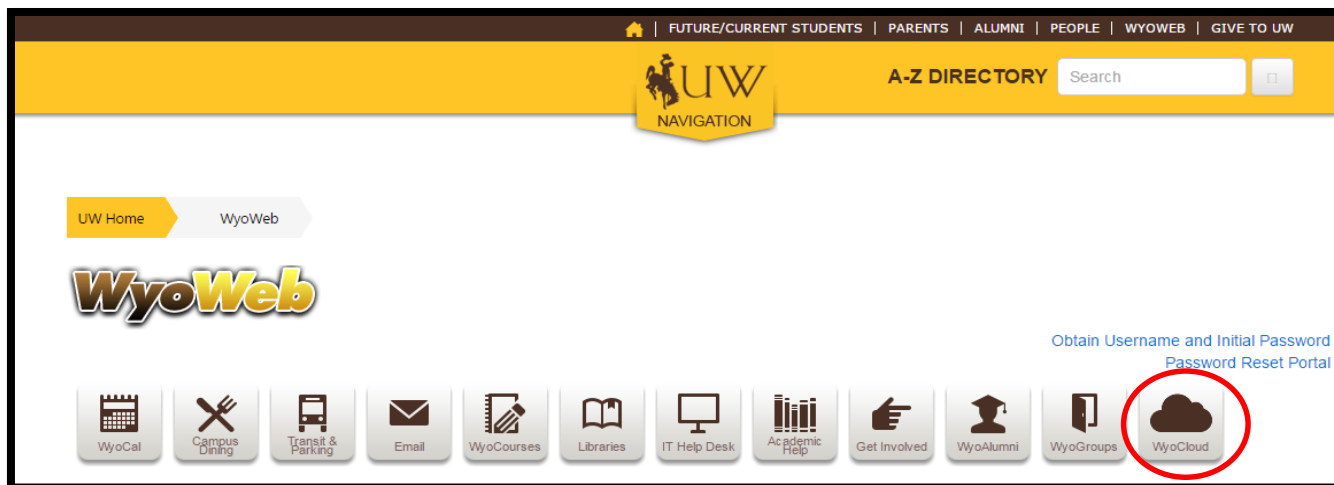 FUTURE/CURRENT STUDENTS | PARENTS | ALUMNI | PEOPLE | WYOWEB | GIVE TO UW
UW
NAVIGATION
A-Z DIRECTORY
Search
UW Home
WyoWeb
WyoWeb
Obtain Username and Initial Password
Password Reset Portal
WyoCal
Campus
Dining
Transit &
Parking
Email
WyoCourses
Libraries
IT Help Desk
Academic
Help
Get Involved
WyoAlumni
WyoGroups
WyoCloud